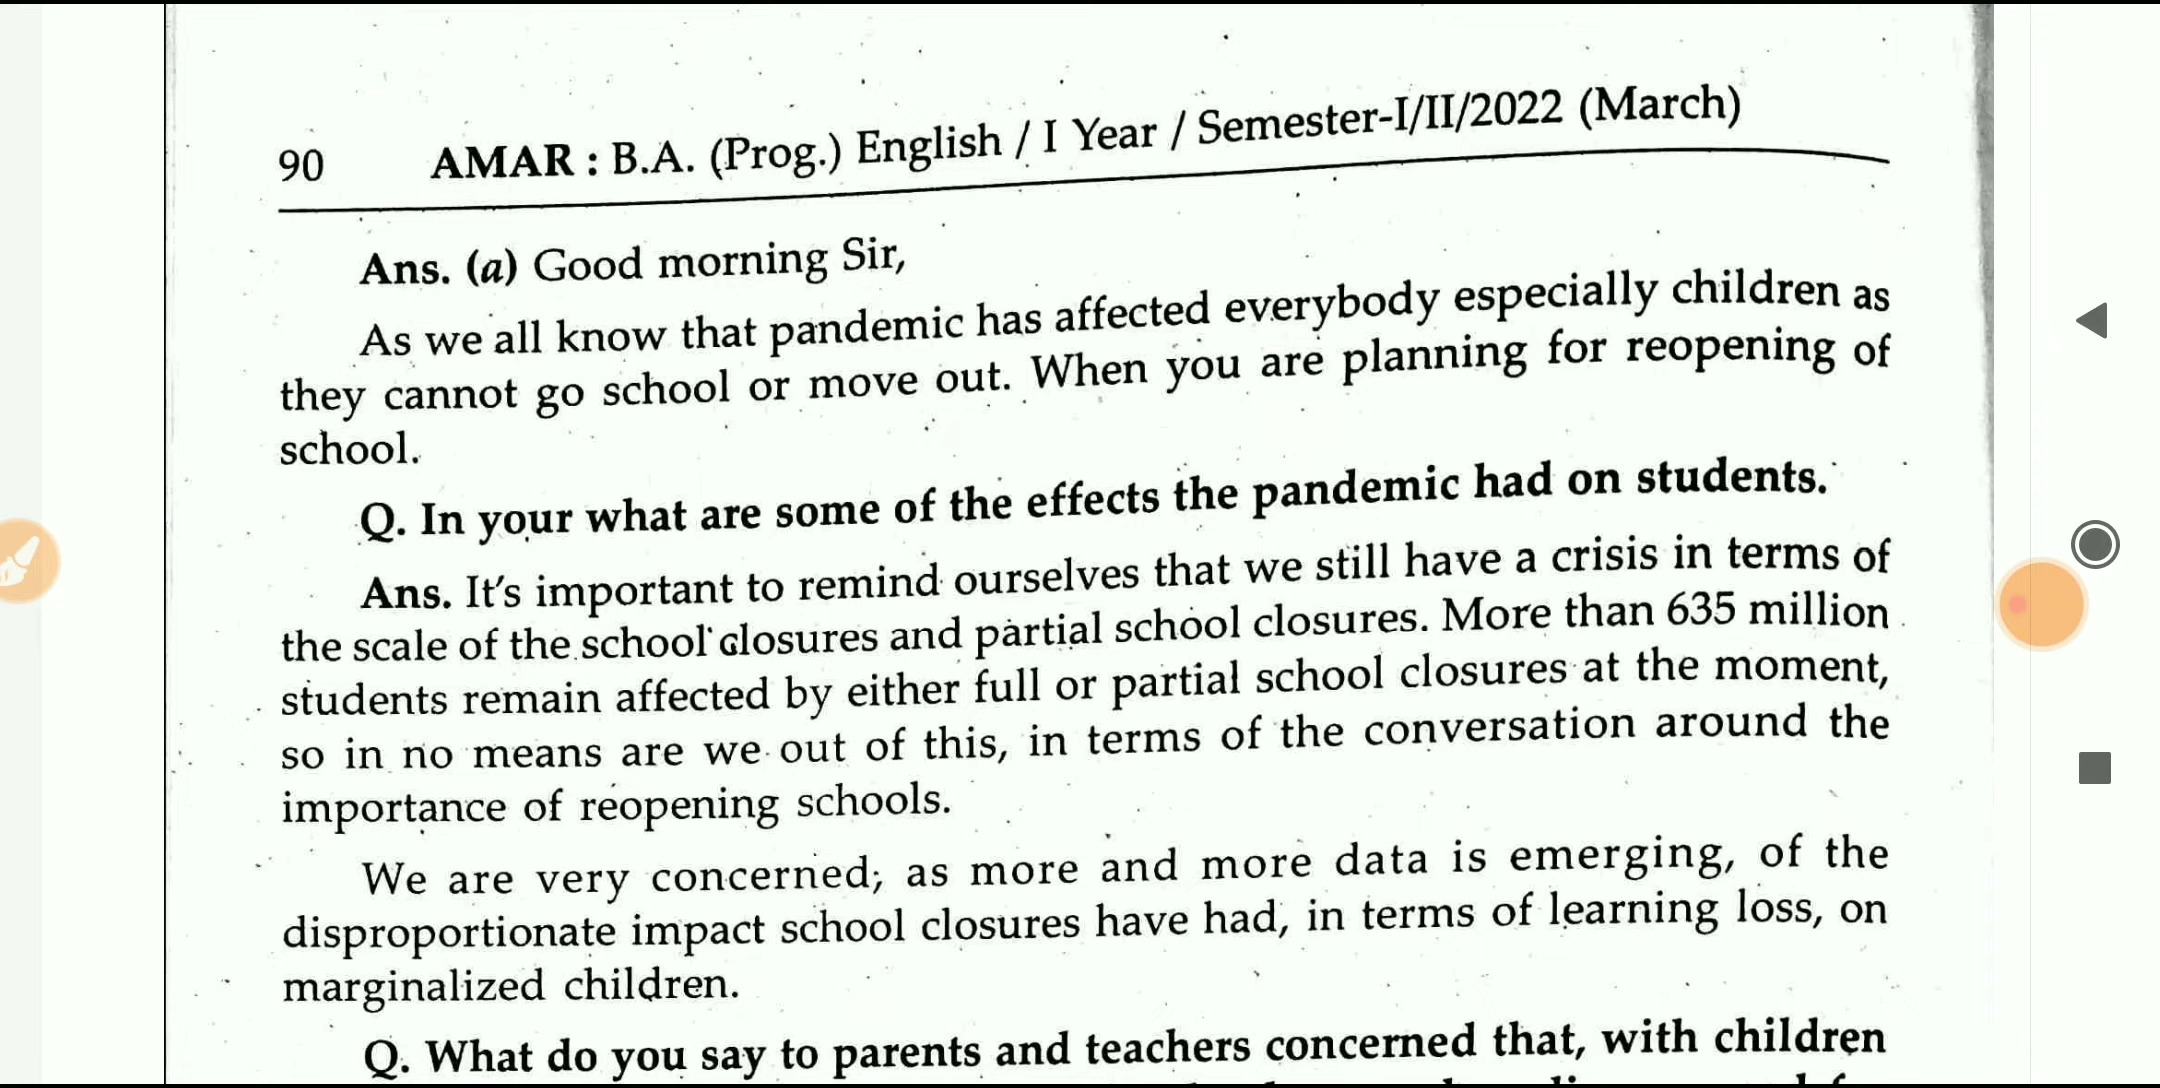 90 AMAR : B.A. (Prog.) English / I Year / Semester-I/II/2022 (March)
Ans. (a) Good morning Sir,
As we all know that pandemic has affected everybody especially children as
they cannot go school or move out. When you are planning for reopening of
school.
Q. In your what are some of the effects the pandemic had on students.
Ans. It's important to remind ourselves that we still have a crisis in terms of
the scale of the school closures and partial school closures. More than 635 million
students remain affected by either full or partial school closures at the moment,
so in no means are we out of this, in terms of the conversation around the
importance of reopening schools.
We are very concerned, as more and more data is emerging, of the
disproportionate impact school closures have had, in terms of learning loss, on
marginalized children.
Q. What do you say to parents and teachers concerned that, with children